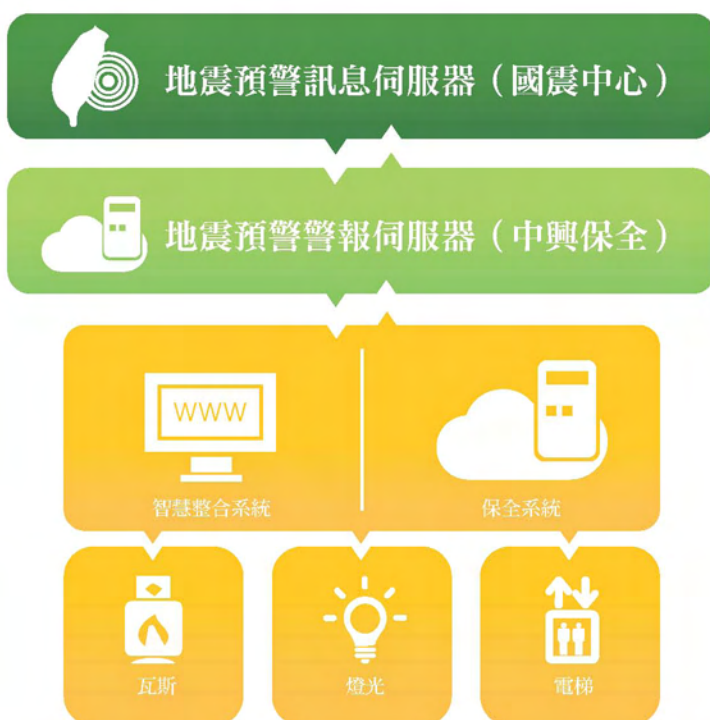 地震預警訊息伺服器（國震中心）
地震預警警報伺服器（中興保全）
WWW
智慧整合系統
保全系統
瓦斯
燈光
電梯